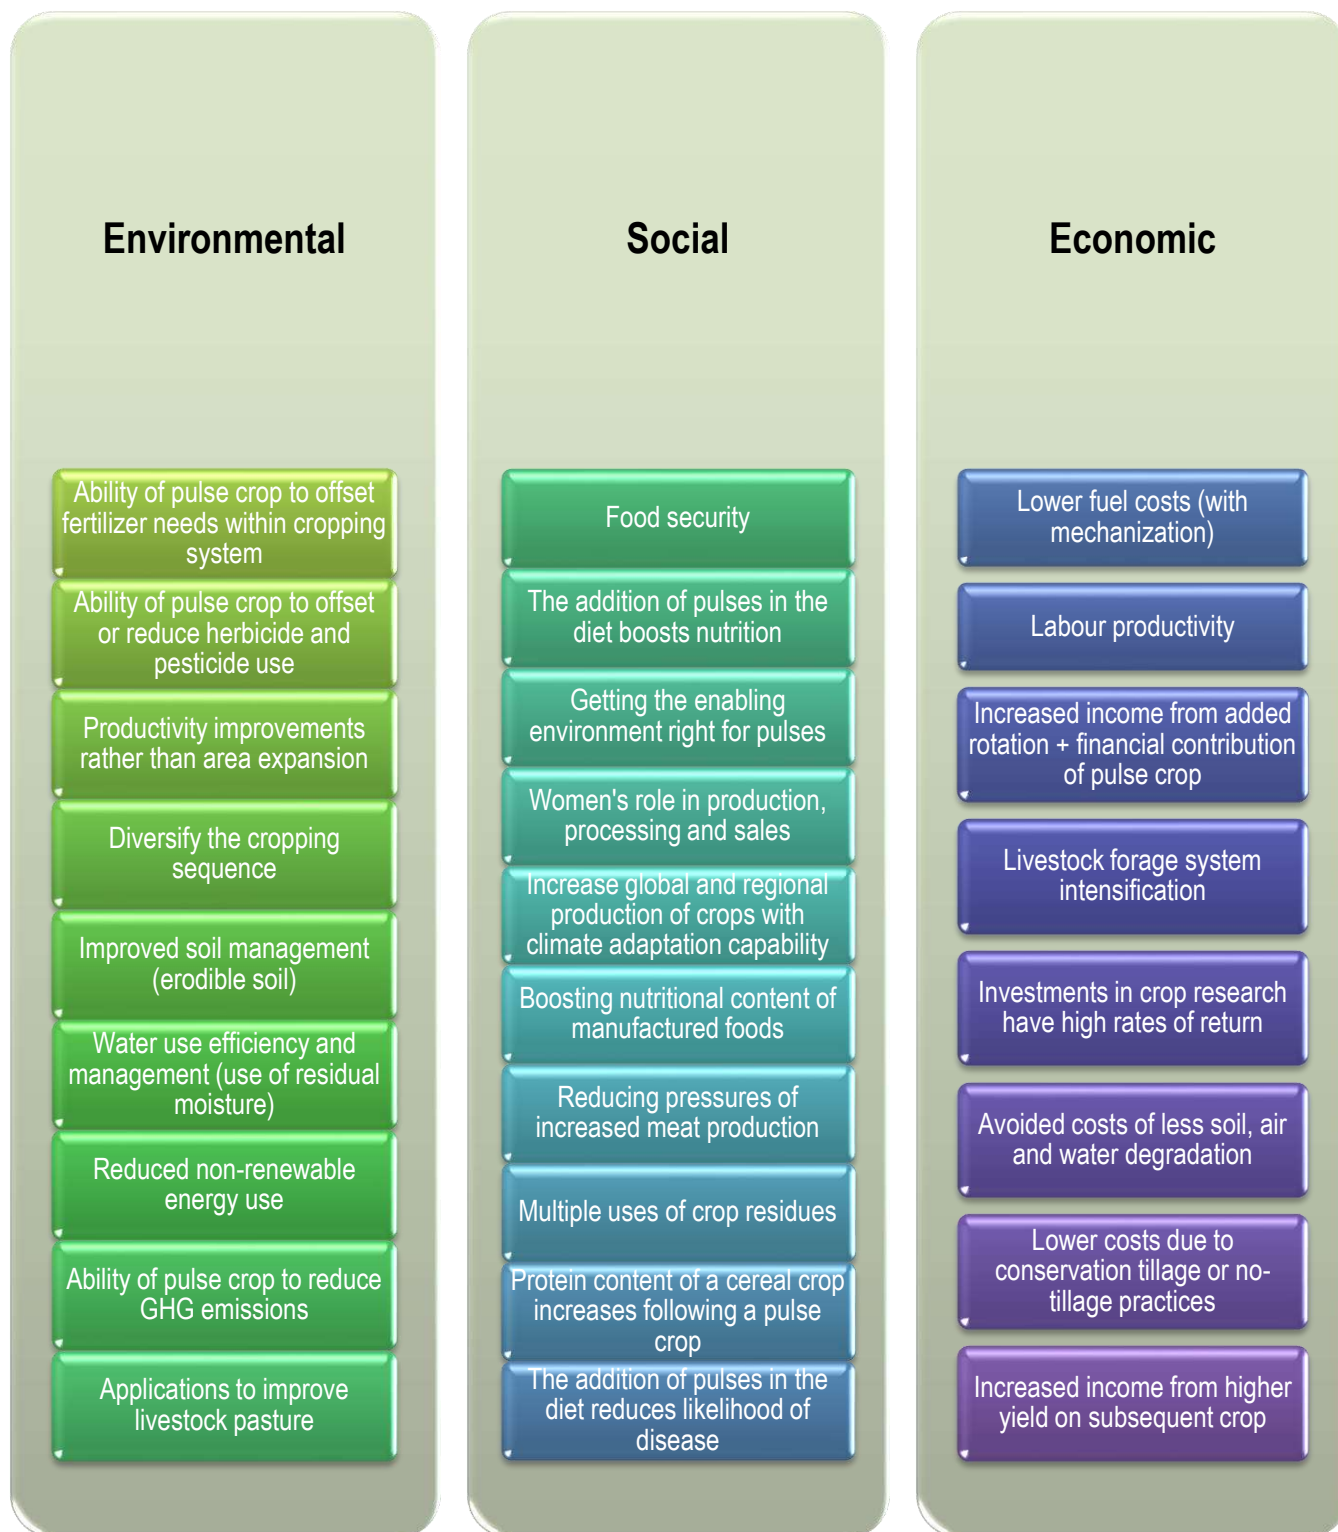 Environmental
Ability of pulse crop to offset
fertilizer needs within cropping
system
Ability of pulse crop to offset
or reduce herbicide and
pesticide use
Productivity improvements
rather than area expansion
Diversify the cropping
sequence
Improved soil management
(erodible soil)
Water use efficiency and
management (use of residual
moisture)
Reduced non-renewable
energy use
Ability of pulse crop to reduce
GHG emissions
Applications to improve
livestock pasture
Social
Food security
The addition of pulses in the
diet boosts nutrition
Getting the enabling
environment right for pulses
Women's role in production,
processing and sales
Increase global and regional
production of crops with
climate adaptation capability
Boosting nutritional content of
manufactured foods
Reducing pressures of
increased meat production
Multiple uses of crop residues
Protein content of a cereal crop
increases following a pulse
crop
The addition of pulses in the
diet reduces likelihood of
disease
Economic
Lower fuel costs (with
mechanization)
Labour productivity
Increased income from added
rotation + financial contribution
of pulse crop
Livestock forage system
intensification
Investments in crop research
have high rates of return
Avoided costs of less soil, air
and water degradation
Lower costs due to
conservation tillage or no-
tillage practices
Increased income from higher
yield on subsequent crop